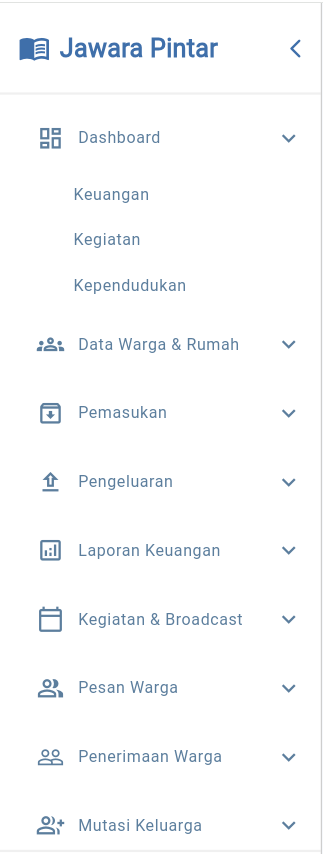 Jawara Pintar
Dashboard
Keuangan
Kegiatan
Kependudukan
Data Warga & Rumah
Pemasukan
Pengeluaran
Laporan Keuangan
Kegiatan & Broadcast
Pesan Warga
Penerimaan Warga
Mutasi Keluarga